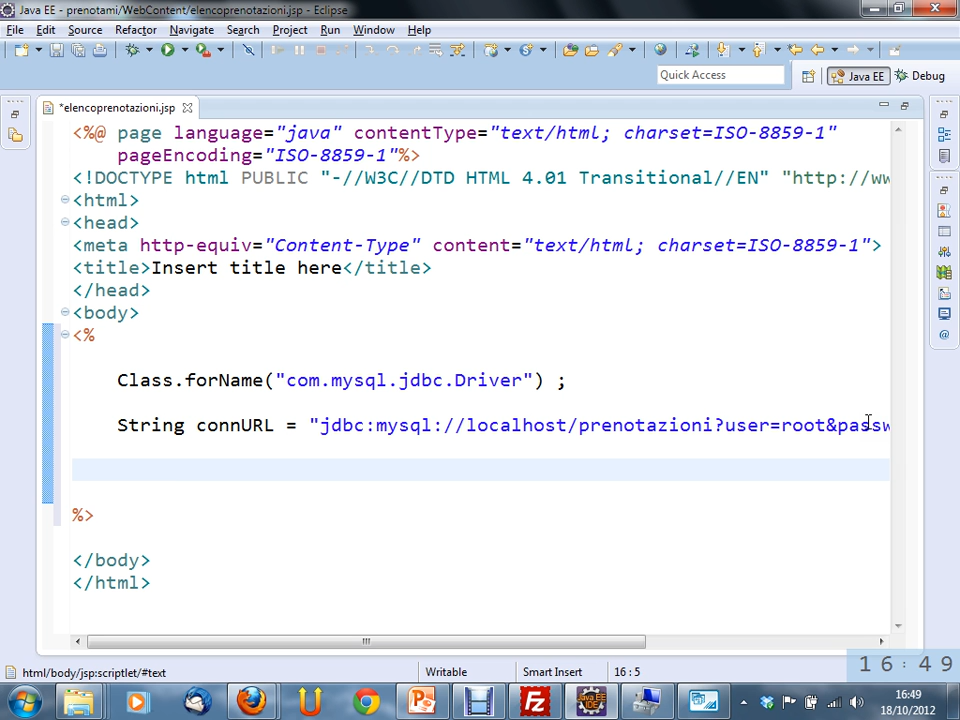 Java EE - prenotami/WebContent/elencoprenotazioni.jsp - Eclipse
File Edit Source Refactor Navigate Search Project Run Window Help
Quick Access
Java EE
Debug
*elencoprenotazioni.jsp
<%@ page language="java" contentType="text/html; charset=ISO-8859-1"
pageEncoding="ISO-8859-1"%>
<!DOCTYPE html PUBLIC "-//W3C//DTD HTML 4.01 Transitional//EN" "http://ww
<html>
<head>
<meta http-equiv="Content-Type" content="text/html; charset=ISO-8859-1">
<title>Insert title here</title>
</head>
<body>
<%
Class.forName("com.mysql.jdbc.Driver") ;
String connURL = "jdbc:mysql://localhost/prenotazioni?user=root&passw
%>
</body>
</html>
html/body/jsp:scriptlet/#text
Writable
Smart Insert
16 : 5
16:49
16:49
18/10/2012